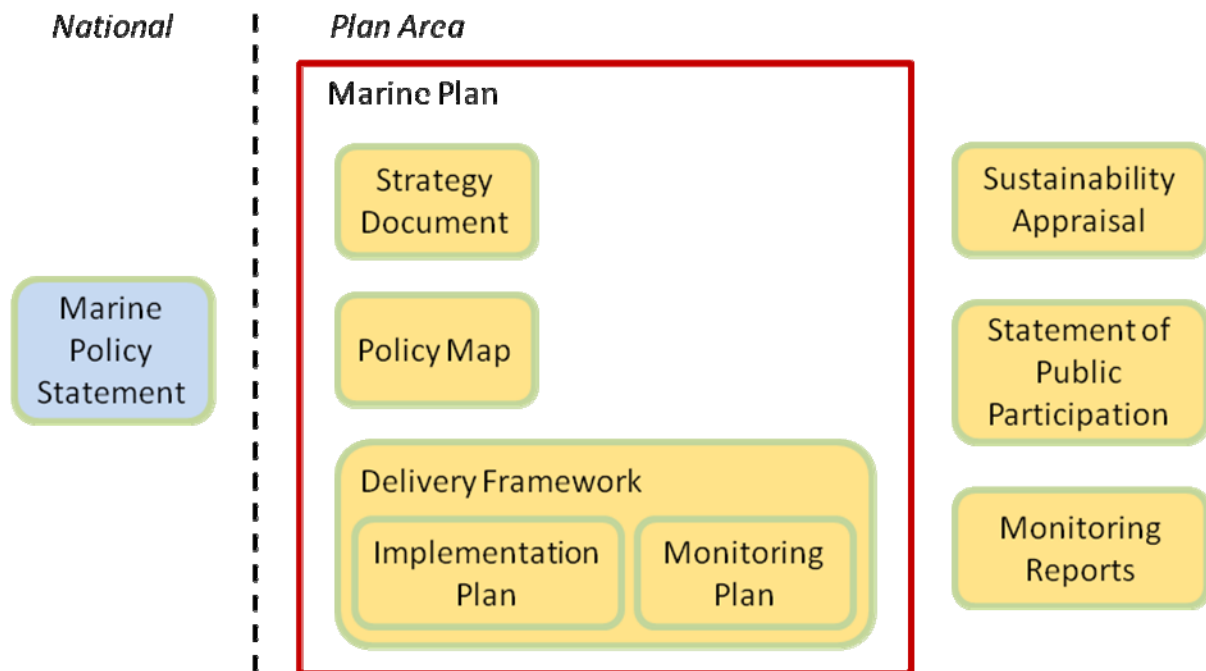 National
Plan Area
Marine Plan
Strategy
Document
Sustainability
Appraisal
Marine
Policy
Statement
Policy Map
Statement of
Public
Participation
Delivery Framework
Implementation
Plan
Monitoring
Plan
Monitoring
Reports